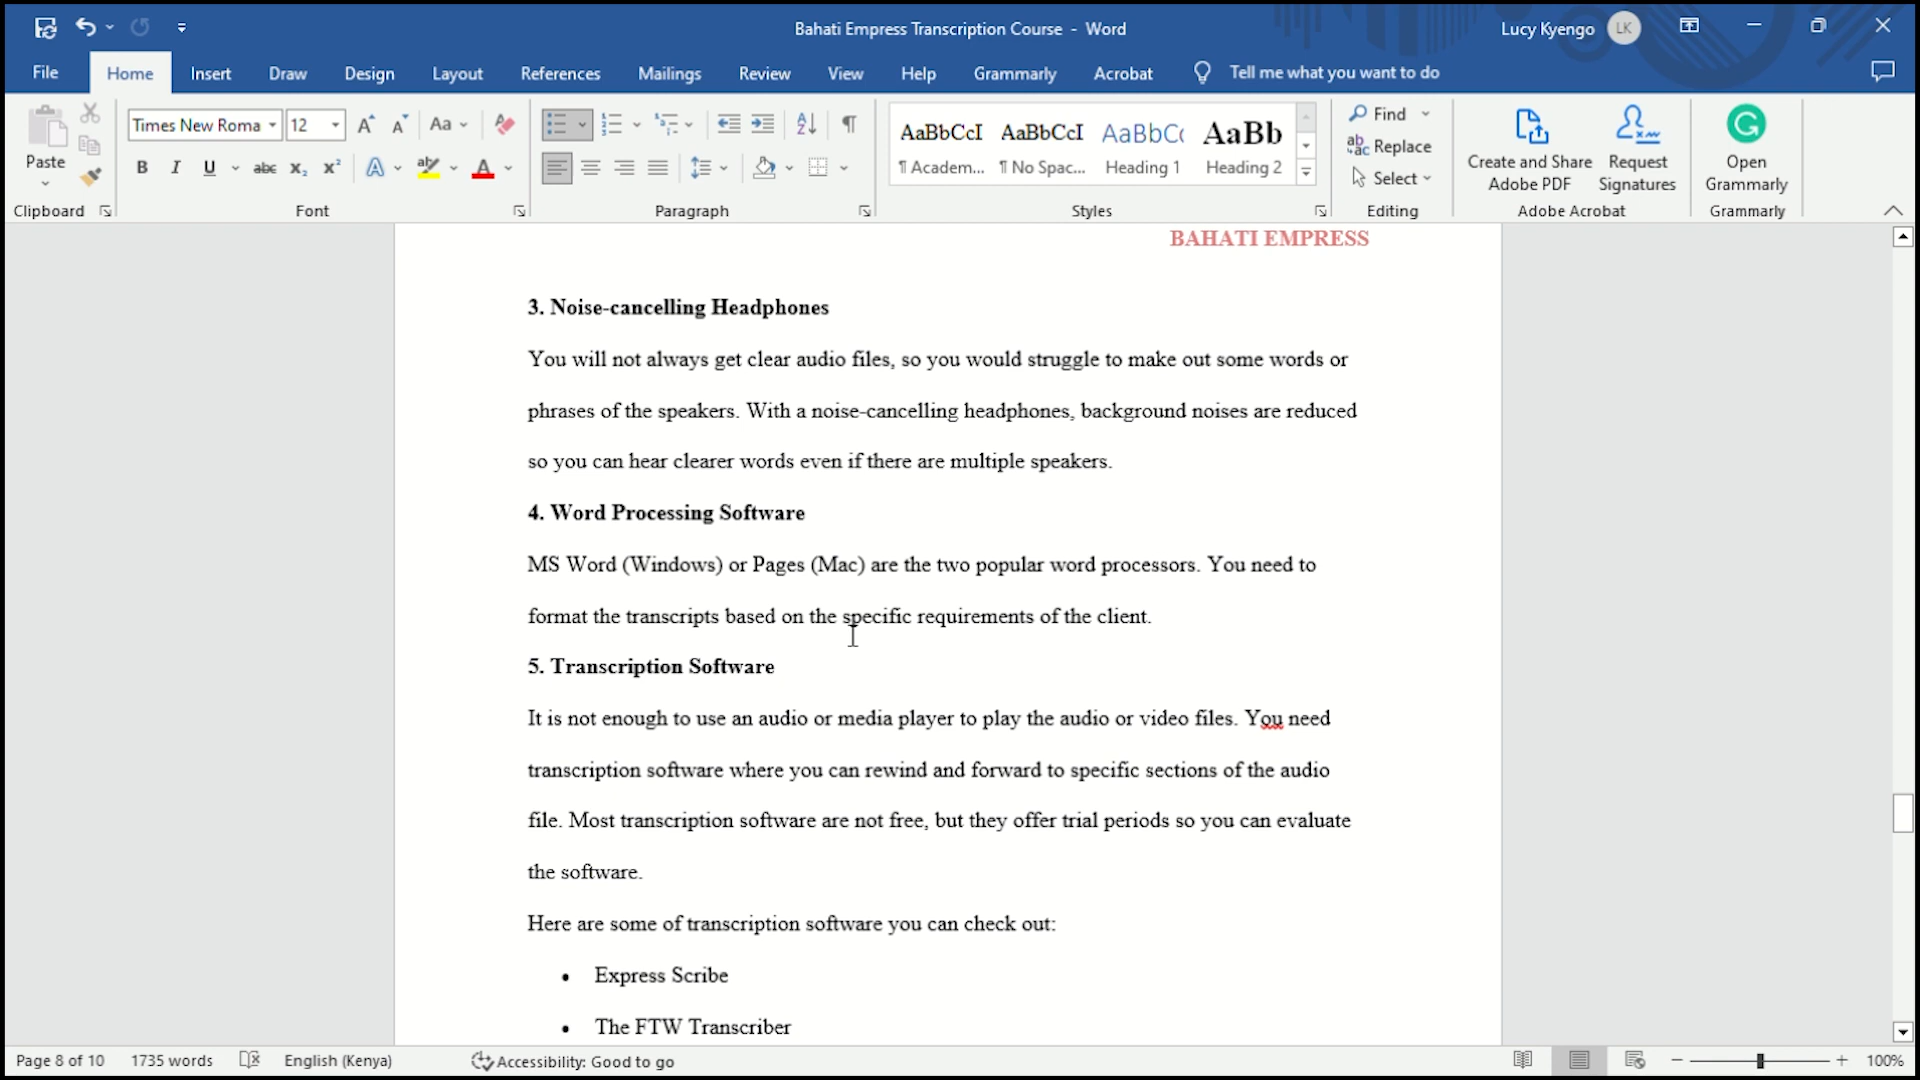 Bahati Empress Transcription Course - Word
Lucy Kyengo
LK
File
Home
Insert
Draw
Design
Layout
References
Mailings
Review
View
Help
Grammarly
Acrobat
Tell me what you want to do
Paste
Clipboard
Times New Roma
12
Aa
B
I
U
abc
Font
Paragraph
AaBbCcI
AaBbCcI
AaBbC
AaBb
¶ Academ...
¶ No Spac...
Heading 1
Heading 2
Styles
Find
Replace
Select
Editing
Create and Share
Adobe PDF
Request
Signatures
Adobe Acrobat
Open
Grammarly
Grammarly
BAHATI EMPRESS
3. Noise-cancelling Headphones
You will not always get clear audio files, so you would struggle to make out some words or
phrases of the speakers. With a noise-cancelling headphones, background noises are reduced
so you can hear clearer words even if there are multiple speakers.
4. Word Processing Software
MS Word (Windows) or Pages (Mac) are the two popular word processors. You need to
format the transcripts based on the specific requirements of the client.
5. Transcription Software
It is not enough to use an audio or media player to play the audio or video files. You need
transcription software where you can rewind and forward to specific sections of the audio
file. Most transcription software are not free, but they offer trial periods so you can evaluate
the software.
Here are some of transcription software you can check out:
• Express Scribe
• The FTW Transcriber
Page 8 of 10
1735 words
English (Kenya)
Accessibility: Good to go
100%